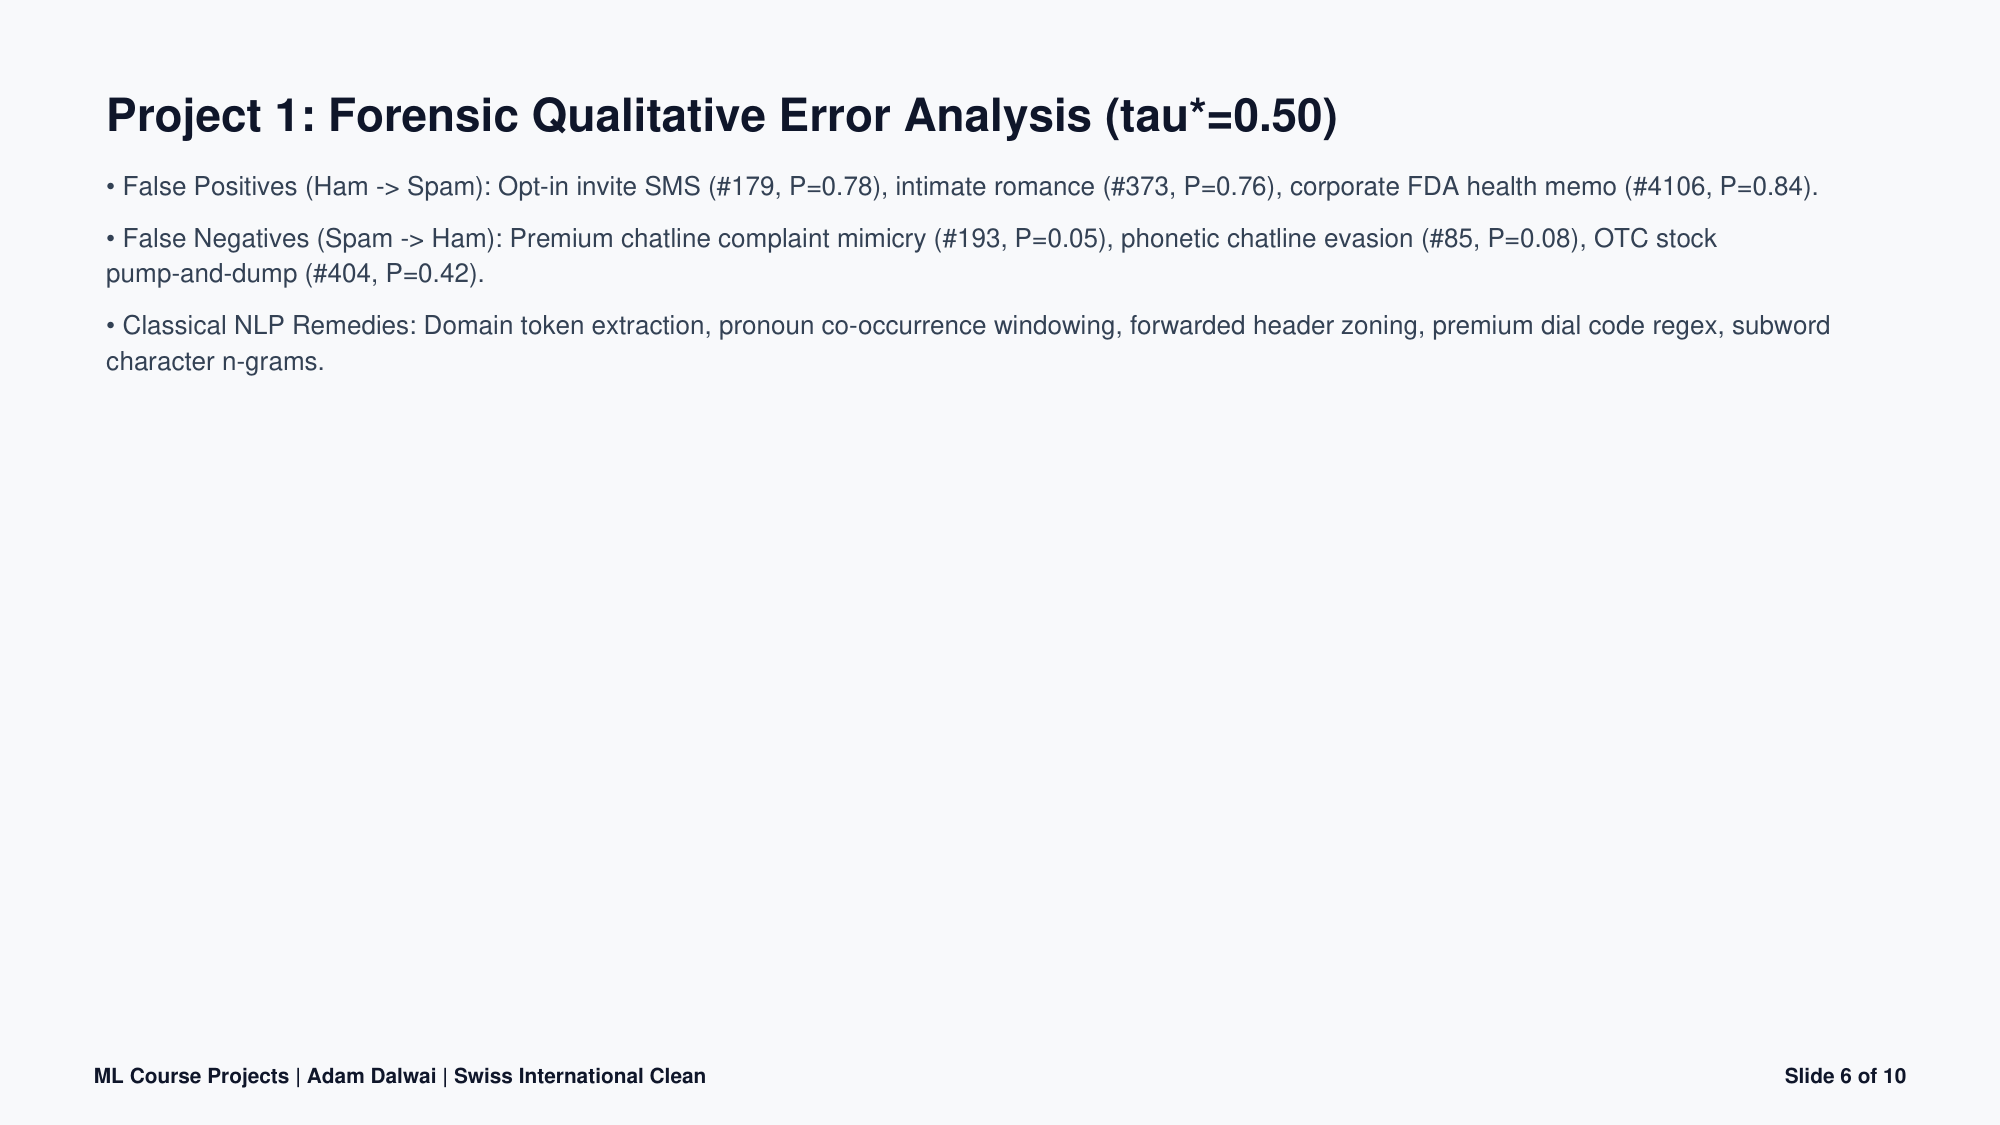 Project 1: Forensic Qualitative Error Analysis (tau*=0.50)
• False Positives (Ham -> Spam): Opt-in invite SMS (#179, P=0.78), intimate romance (#373, P=0.76), corporate FDA health memo (#4106, P=0.84).
• False Negatives (Spam -> Ham): Premium chatline complaint mimicry (#193, P=0.05), phonetic chatline evasion (#85, P=0.08), OTC stock
pump-and-dump (#404, P=0.42).
• Classical NLP Remedies: Domain token extraction, pronoun co-occurrence windowing, forwarded header zoning, premium dial code regex, subword
character n-grams.
ML Course Projects | Adam Dalwai | Swiss International Clean
Slide 6 of 10